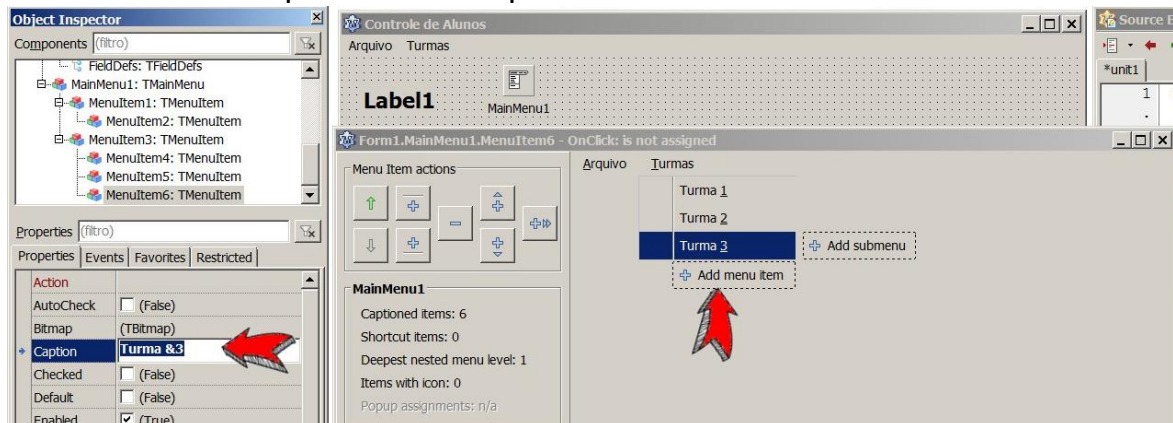 Object Inspector
Components (filtro)
FieldDefs: TFieldDefs
MainMenu1: TMainMenu
MenuItem1: TMenuItem
MenuItem2: TMenuItem
MenuItem3: TMenuItem
MenuItem4: TMenuItem
MenuItem5: TMenuItem
MenuItem6: TMenuItem
Properties (filtro)
Properties Events Favorites Restricted
Action
AutoCheck (False)
Bitmap (TBitmap)
Caption Turma &3
Checked (False)
Default (False)
Enabled (True)
Controle de Alunos
Arquivo Turmas
Label1
MainMenu1
Form1.MainMenu1.MenuItem6 - OnClick: is not assigned
Menu Item actions
MainMenu1
Captioned items: 6
Shortcut items: 0
Deepest nested menu level: 1
Items with icon: 0
Popup assignments: n/a
Arquivo Turmas
Turma 1
Turma 2
Turma 3 Add submenu
Add menu item
Source
*unit1
1
.